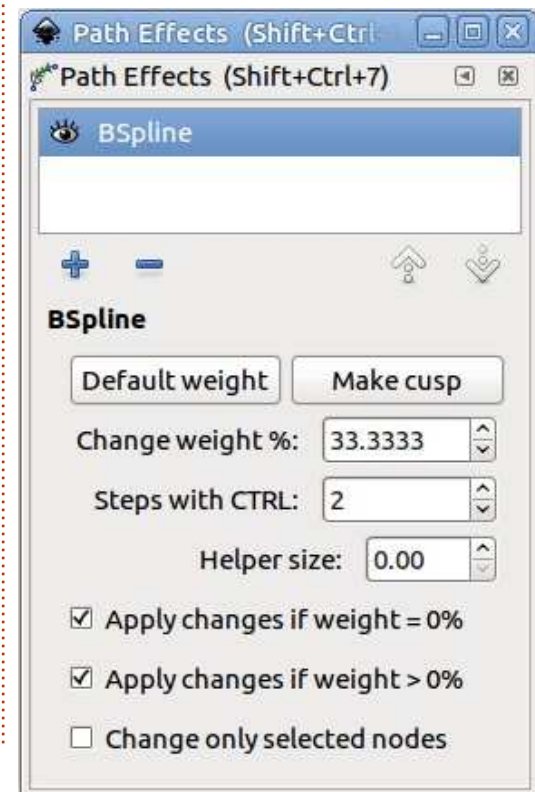 Path Effects (Shift+Ctrl
Path Effects (Shift+Ctrl+7)
BSpline
BSpline
Default weight
Make cusp
Change weight %: 33.3333
Steps with CTRL: 2
Helper size: 0.00
Apply changes if weight = 0%
Apply changes if weight > 0%
Change only selected nodes